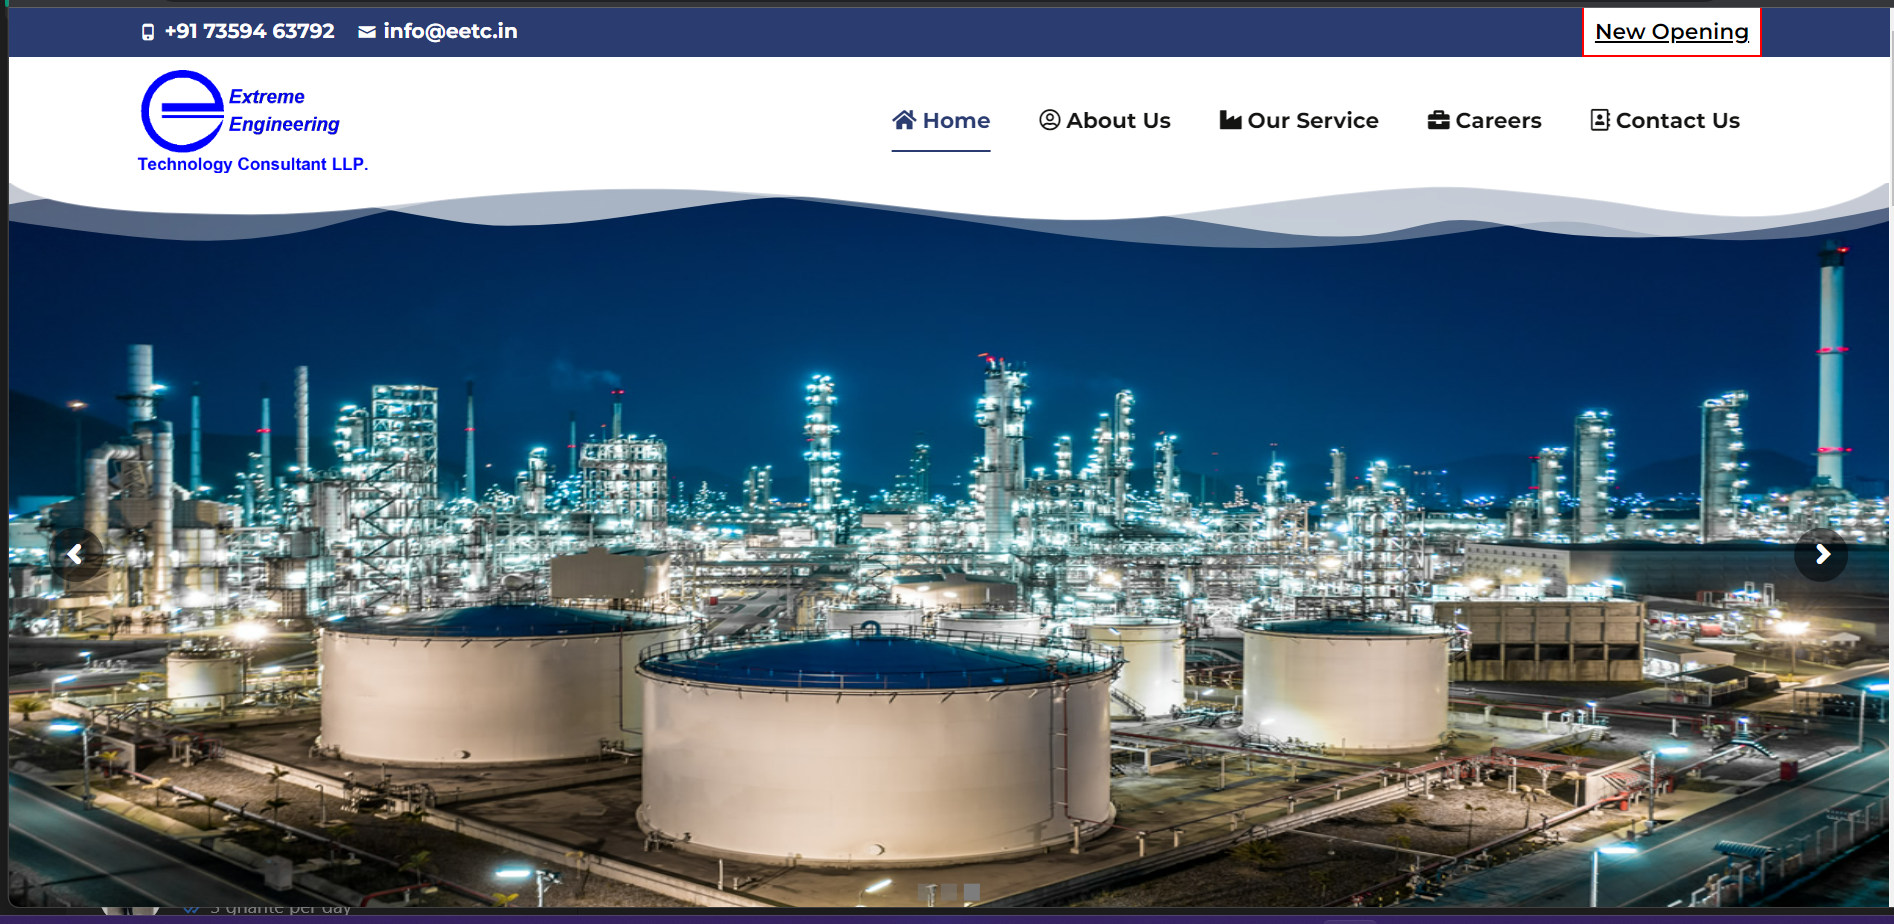 +91 73594 63792 info@eetc.in New Opening
Extreme
Engineering
Technology Consultant LLP.
Home About Us Our Service Careers Contact Us